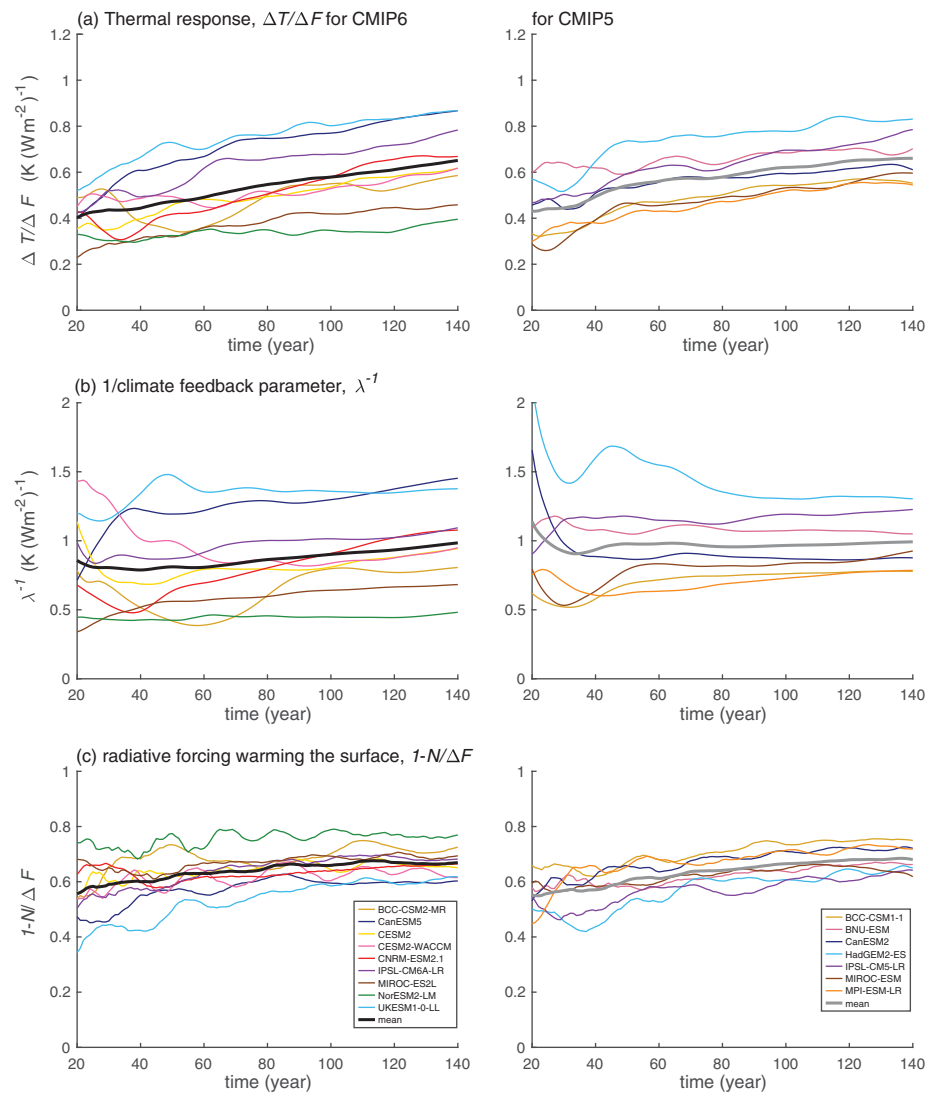 (a) Thermal response, ΔT/ΔF for CMIP6
for CMIP5
Δ T/Δ F (K (Wm⁻²)⁻¹)
1.2
1
0.8
0.6
0.4
0.2
0
20 40 60 80 100 120 140
time (year)
1.2
1
0.8
0.6
0.4
0.2
0
20 40 60 80 100 120 140
time (year)
(b) 1/climate feedback parameter, λ⁻¹
λ⁻¹ (K (Wm⁻²)⁻¹)
2
1.5
1
0.5
0
20 40 60 80 100 120 140
time (year)
2
1.5
1
0.5
0
20 40 60 80 100 120 140
time (year)
(c) radiative forcing warming the surface, 1-N/ΔF
1-N/Δ F
1
0.8
0.6
0.4
0.2
0
20 40 60 80 100 120 140
time (year)
BCC-CSM2-MR
CanESM5
CESM2
CESM2-WACCM
CNRM-ESM2.1
IPSL-CM6A-LR
MIROC-ES2L
NorESM2-LM
UKESM1-0-LL
mean
1
0.8
0.6
0.4
0.2
0
20 40 60 80 100 120 140
time (year)
BCC-CSM1-1
BNU-ESM
CanESM2
HadGEM2-ES
IPSL-CM5-LR
MIROC-ESM
MPI-ESM-LR
mean